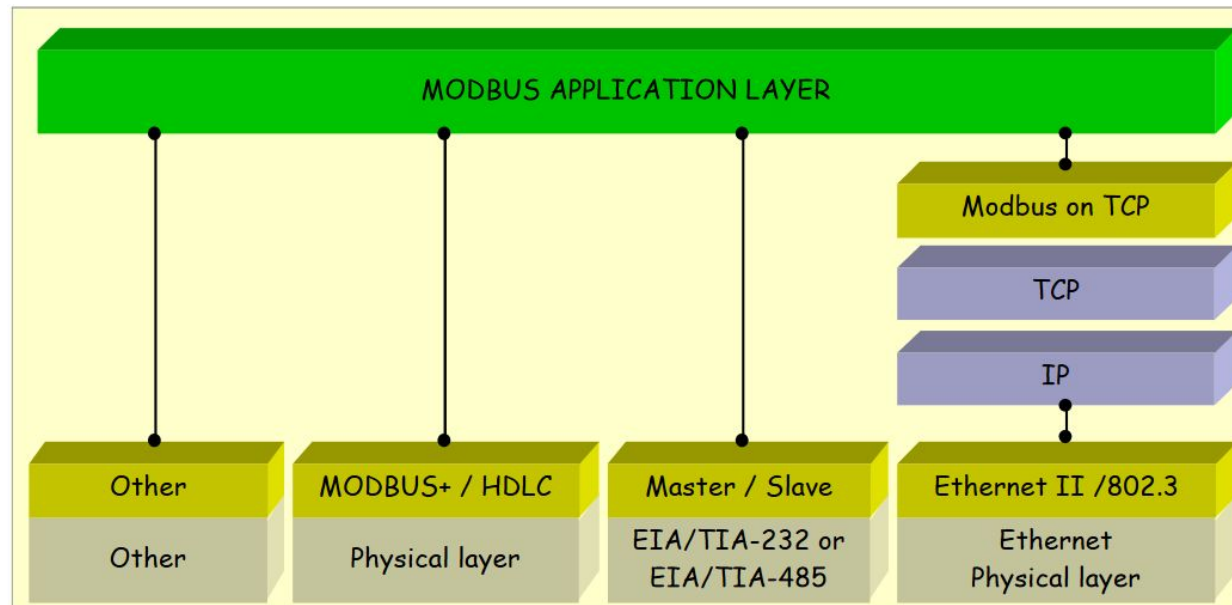 MODBUS APPLICATION LAYER
Modbus on TCP
TCP
IP
Other
MODBUS+ / HDLC
Master / Slave
Ethernet II /802.3
Other
Physical layer
EIA/TIA-232 or
EIA/TIA-485
Ethernet
Physical layer